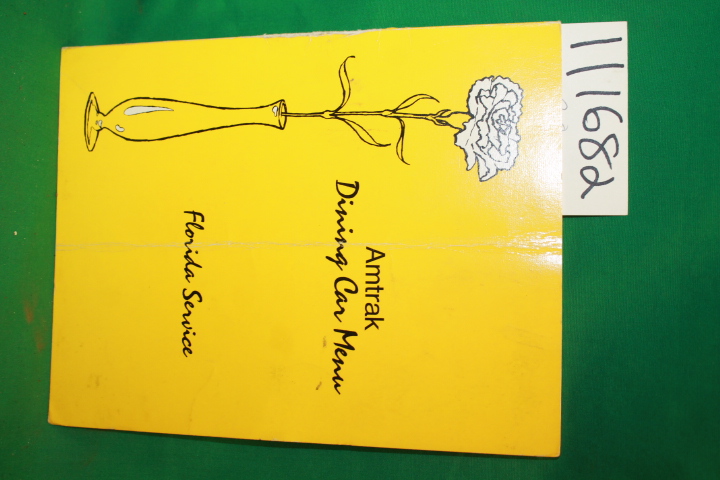 Amtrak
Dining Car Menu
Florida Service
111682